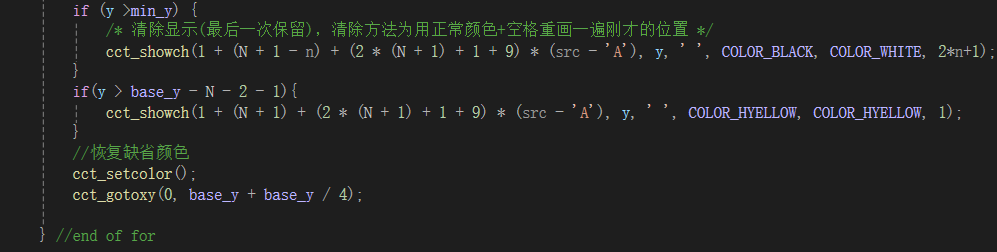 if (y >min_y) {
/* 清除显示(最后一次保留), 清除方法为用正常颜色+空格重画一遍刚才的位置 */
cct_showch(1 + (N + 1 - n) + (2 * (N + 1) + 1 + 9) * (src - 'A'), y, ' ', COLOR_BLACK, COLOR_WHITE, 2*n+1);
}
if(y > base_y - N - 2 - 1){
cct_showch(1 + (N + 1) + (2 * (N + 1) + 1 + 9) * (src - 'A'), y, ' ', COLOR_HYELLOW, COLOR_HYELLOW, 1);
}
//恢复缺省颜色
cct_setcolor();
cct_gotoxy(0, base_y + base_y / 4);
} //end of for